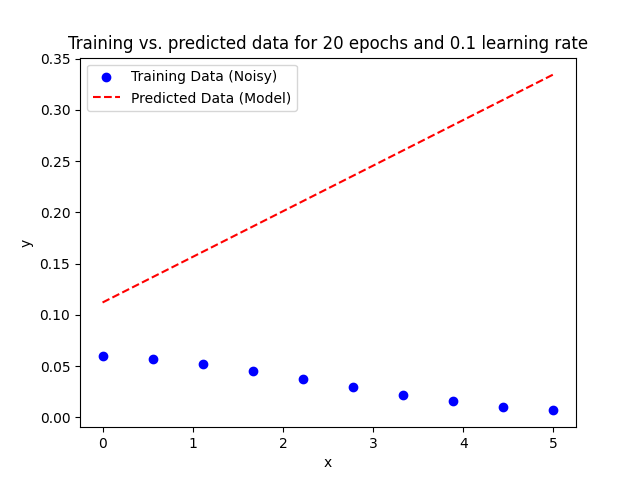 Training vs. predicted data for 20 epochs and 0.1 learning rate
0.35
Training Data (Noisy)
Predicted Data (Model)
0.30
0.25
0.20
y
0.15
0.10
0.05
0.00
0 1 2 3 4 5
x